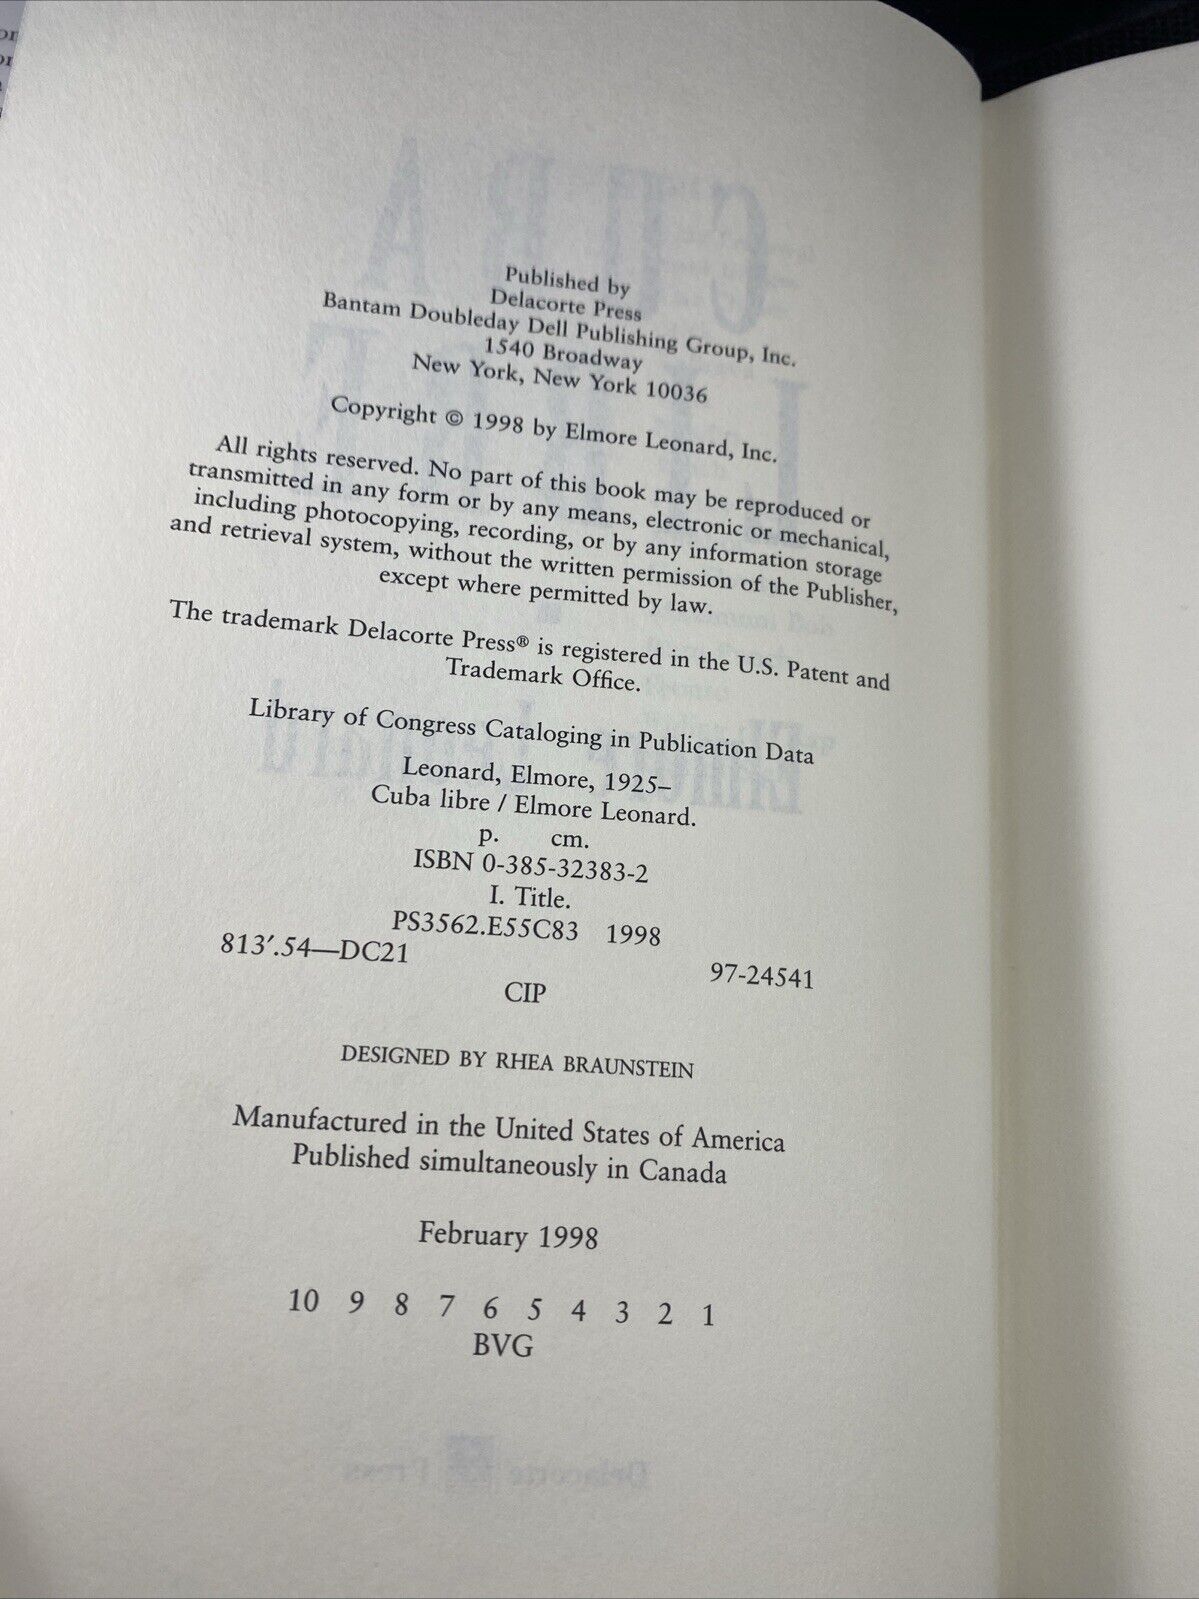 Published by
Delacorte Press
Bantam Doubleday Dell Publishing Group, Inc.
1540 Broadway
New York, New York 10036
Copyright © 1998 by Elmore Leonard, Inc.
All rights reserved. No part of this book may be reproduced or
transmitted in any form or by any means, electronic or mechanical,
including photocopying, recording, or by any information storage
and retrieval system, without the written permission of the Publisher,
except where permitted by law.
The trademark Delacorte Press® is registered in the U.S. Patent and
Trademark Office.
Library of Congress Cataloging in Publication Data
Leonard, Elmore, 1925–
Cuba libre / Elmore Leonard.
p. cm.
ISBN 0-385-32383-2
I. Title.
PS3562.E55C83 1998
813′.54—DC21 97-24541
CIP
DESIGNED BY RHEA BRAUNSTEIN
Manufactured in the United States of America
Published simultaneously in Canada
February 1998
10 9 8 7 6 5 4 3 2 1
BVG